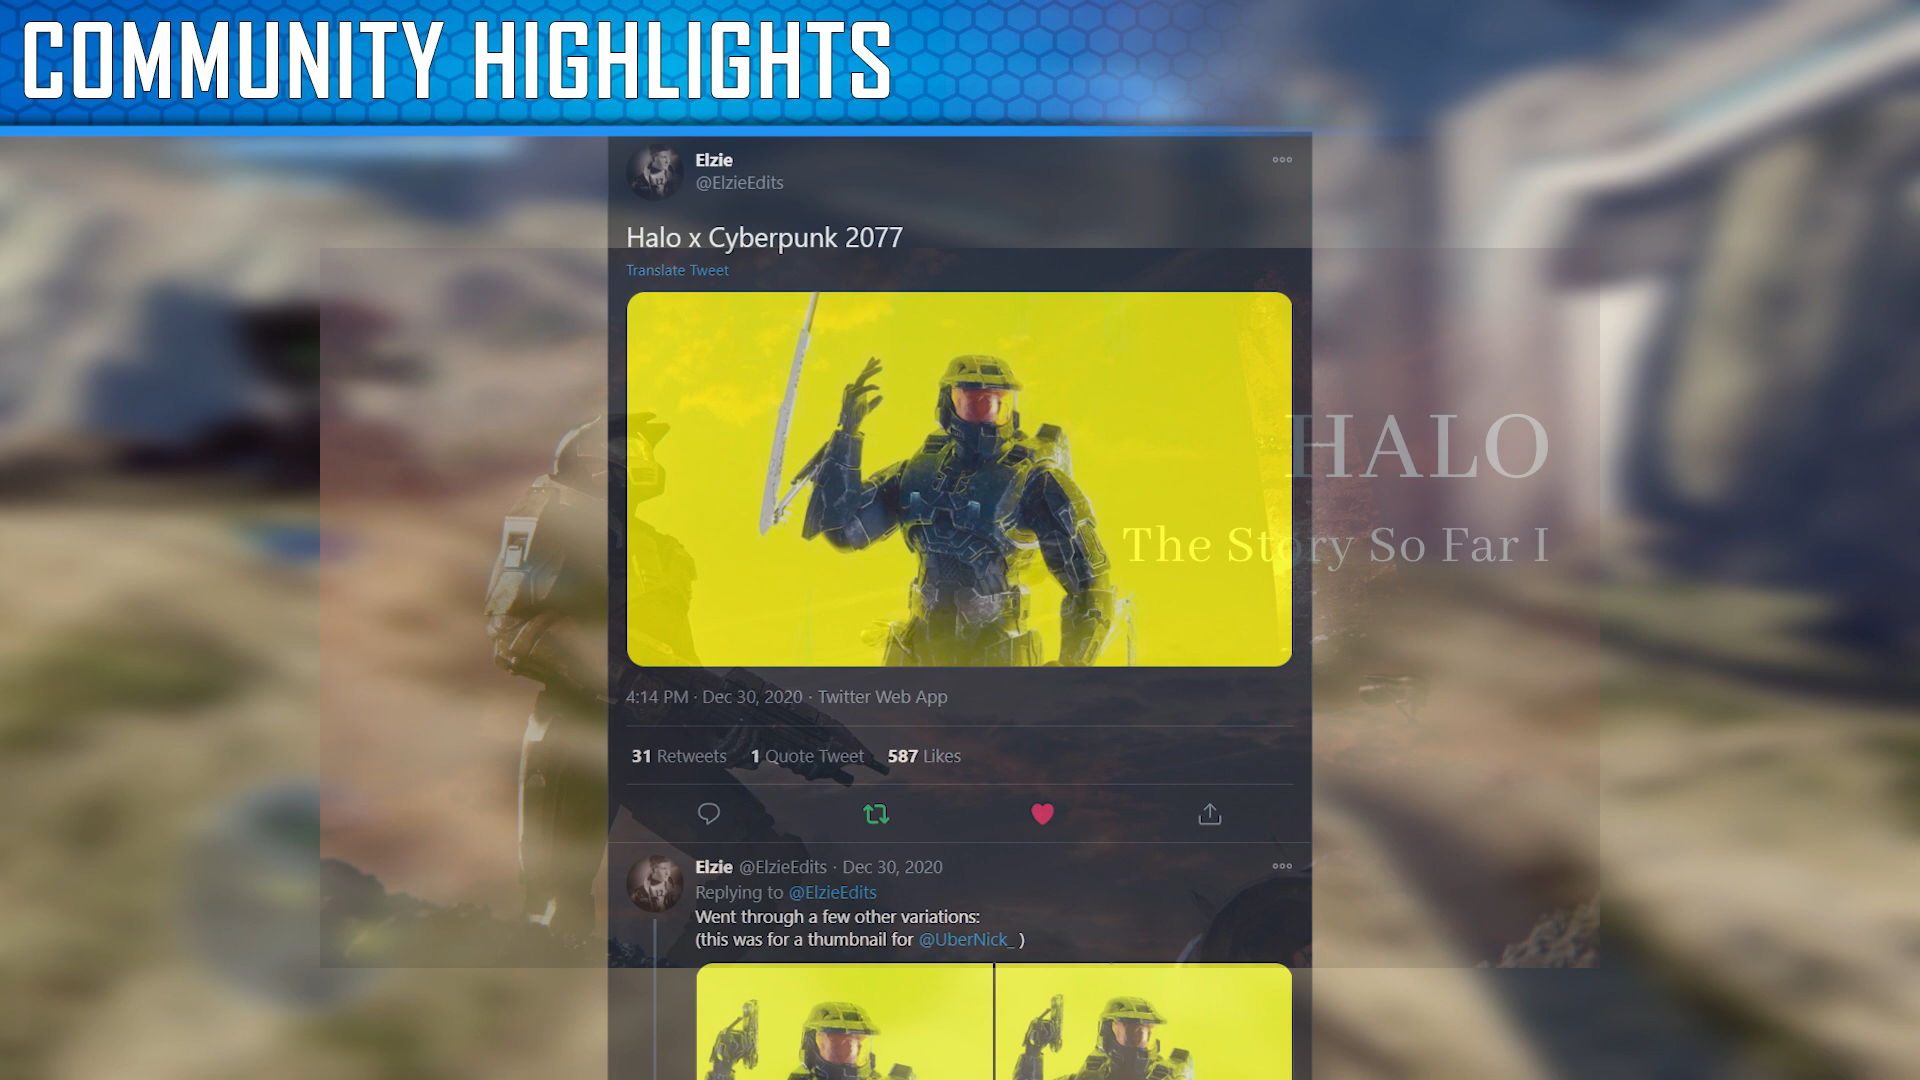 COMMUNITY HIGHLIGHTS
Elzie
@ElzieEdits
Halo x Cyberpunk 2077
Translate Tweet
HALO
The Story So Far I
4:14 PM · Dec 30, 2020 · Twitter Web App
31 Retweets 1 Quote Tweet 587 Likes
Elzie @ElzieEdits · Dec 30, 2020
Replying to @ElzieEdits
Went through a few other variations:
(this was for a thumbnail for @UberNick_ )